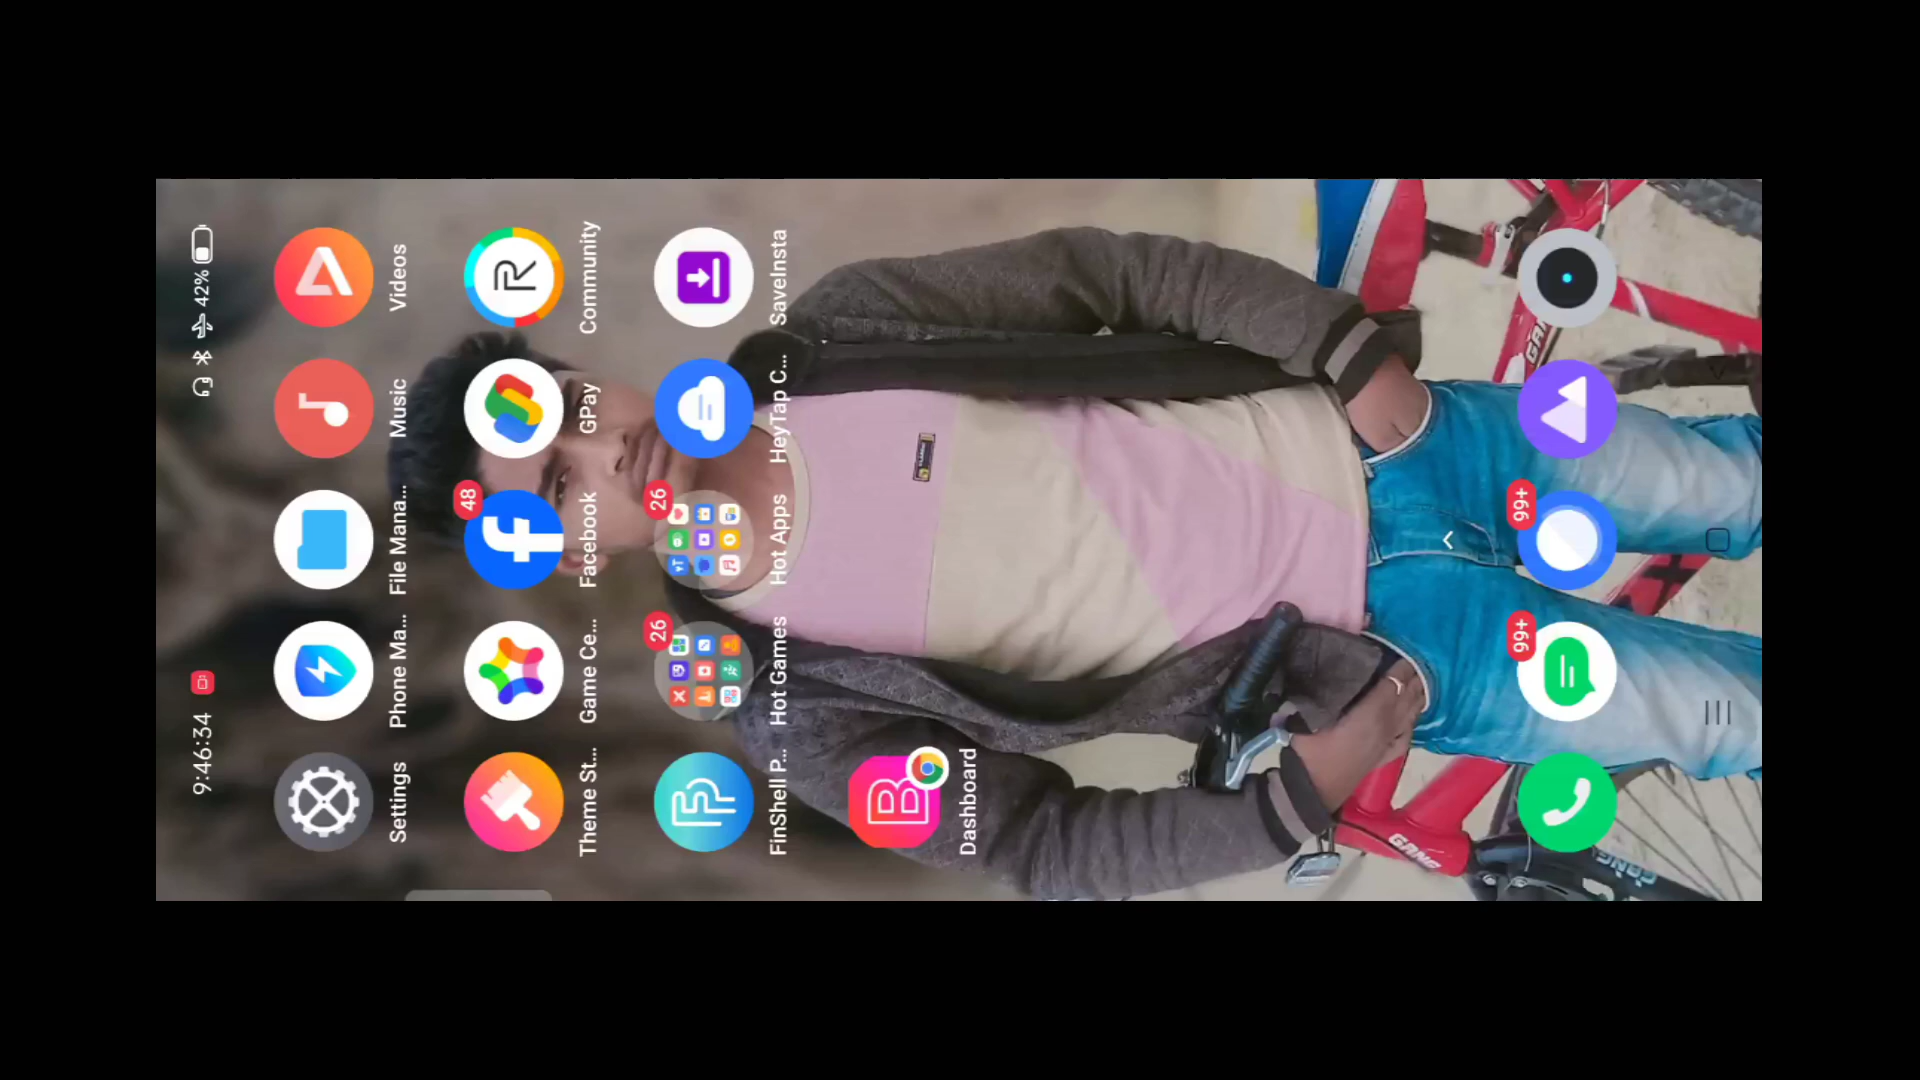 9:46:34 42%
Settings Phone Ma... File Mana... Music Videos
48
Theme St... Game Ce... Facebook GPay Community
26 26
FinShell P... Hot Games Hot Apps HeyTap C... SaveInsta
Dashboard
99+ 99+
GANG